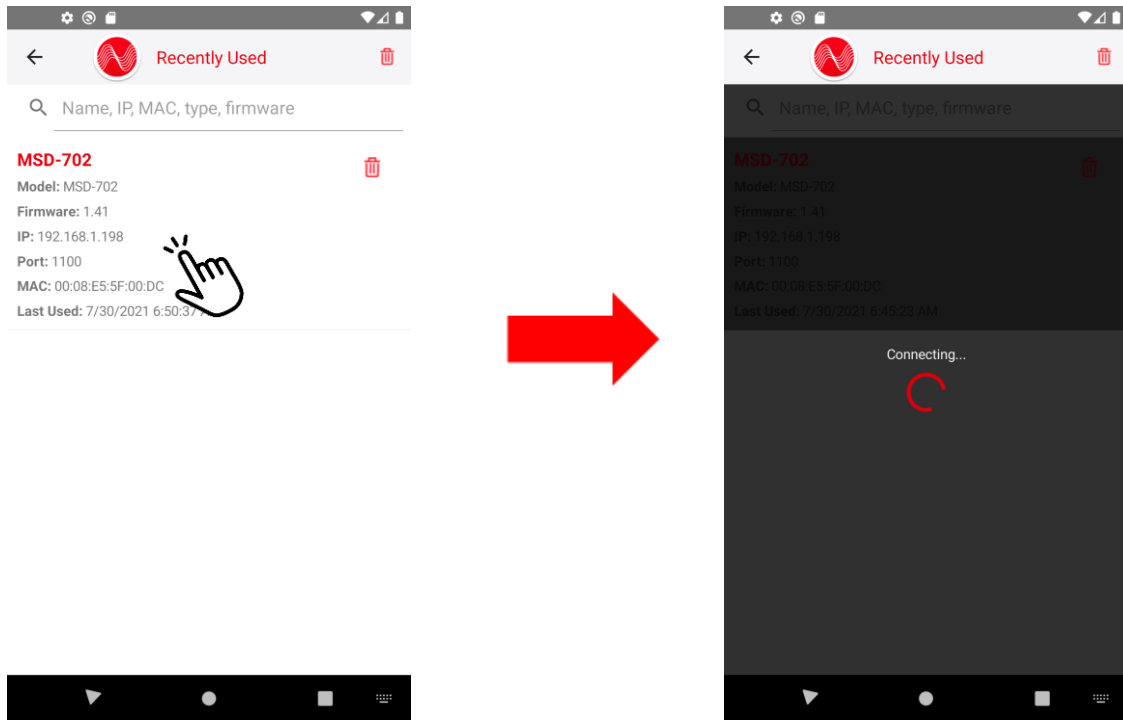 Recently Used
Name, IP, MAC, type, firmware
MSD-702
Model: MSD-702
Firmware: 1.41
IP: 192.168.1.198
Port: 1100
MAC: 00:08:E5:5F:00:DC
Last Used: 7/30/2021 6:50:37
Recently Used
Name, IP, MAC, type, firmware
MSD-702
Model: MSD-702
Firmware: 1.41
IP: 192.168.1.198
Port: 1100
MAC: 00:08:E5:5F:00:DC
Last Used: 7/30/2021 6:45:23 AM
Connecting...